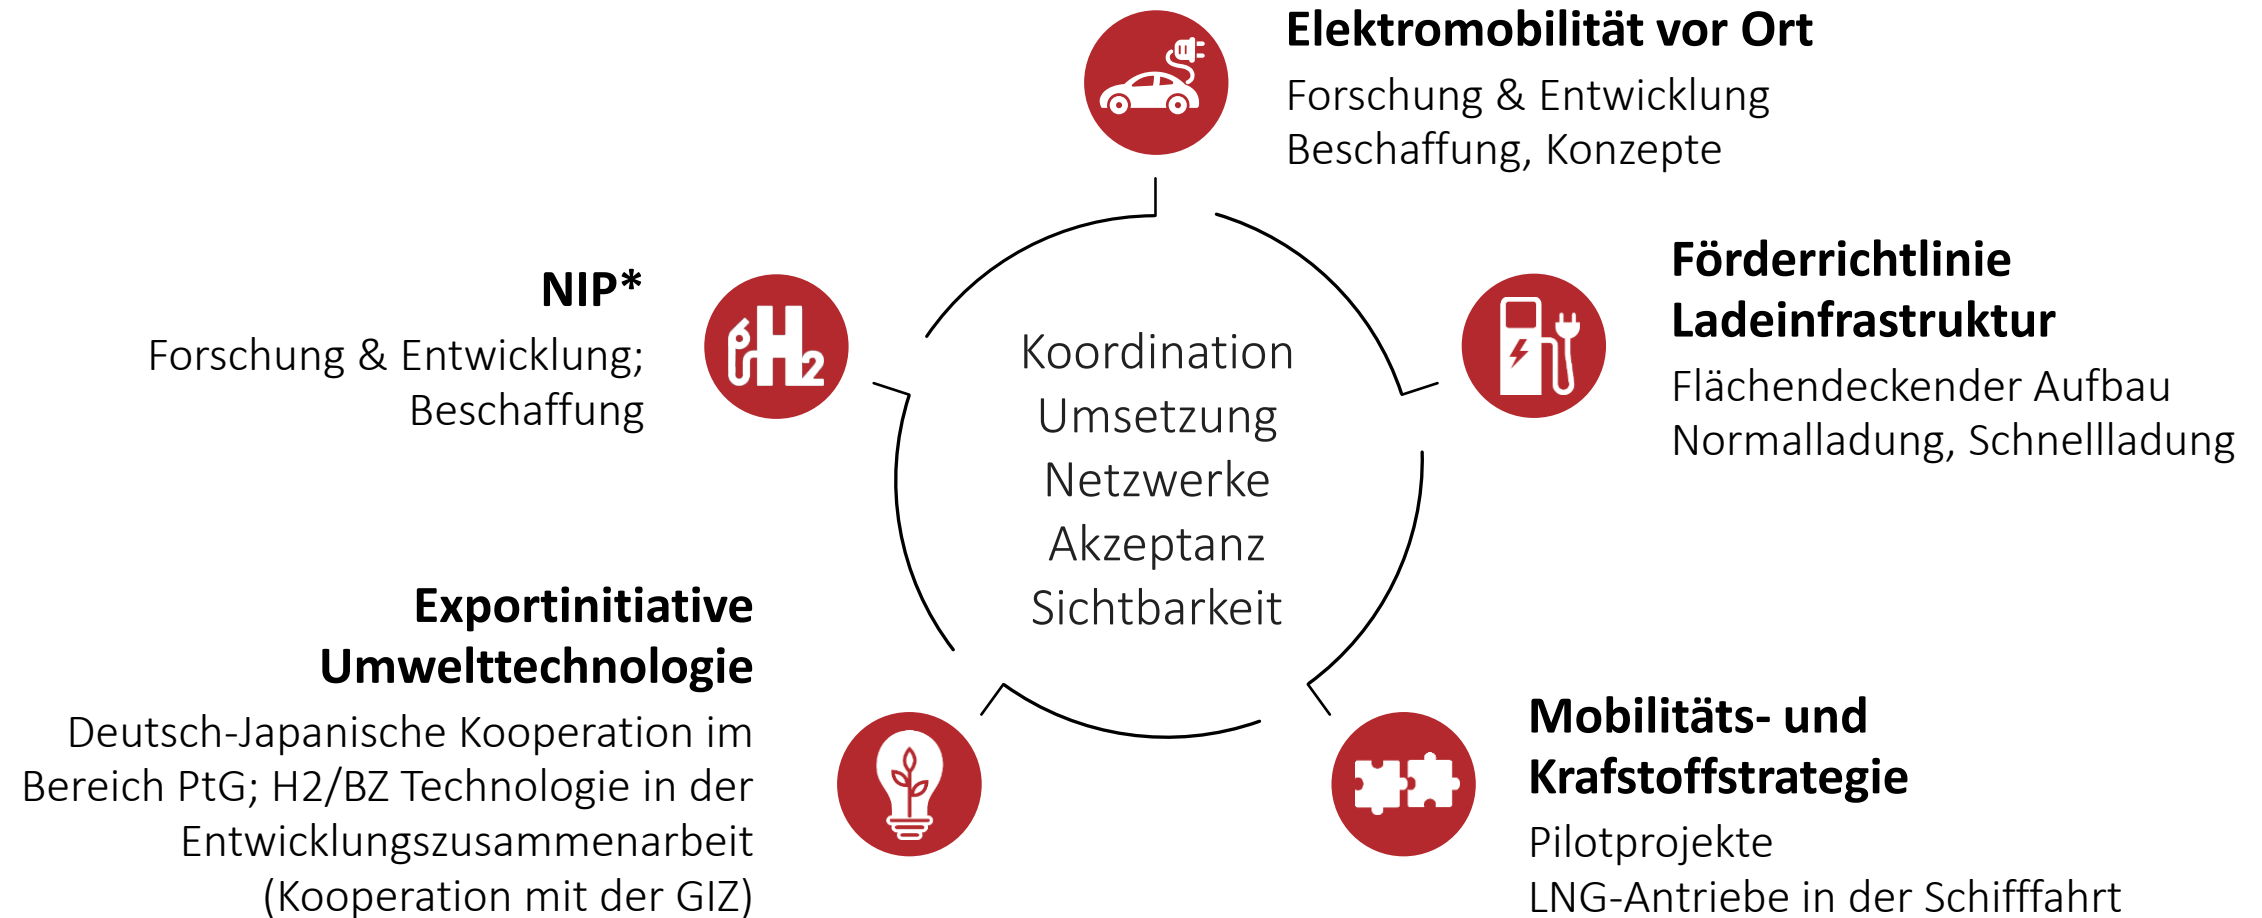 Elektromobilität vor Ort
Forschung & Entwicklung
Beschaffung, Konzepte
Förderrichtlinie
Ladeinfrastruktur
Flächendeckender Aufbau
Normalladung, Schnellladung
Mobilitäts- und
Krafstoffstrategie
Pilotprojekte
LNG-Antriebe in der Schifffahrt
Exportinitiative
Umwelttechnologie
Deutsch-Japanische Kooperation im
Bereich PtG; H2/BZ Technologie in der
Entwicklungszusammenarbeit
(Kooperation mit der GIZ)
NIP*
Forschung & Entwicklung;
Beschaffung
H2
Koordination
Umsetzung
Netzwerke
Akzeptanz
Sichtbarkeit